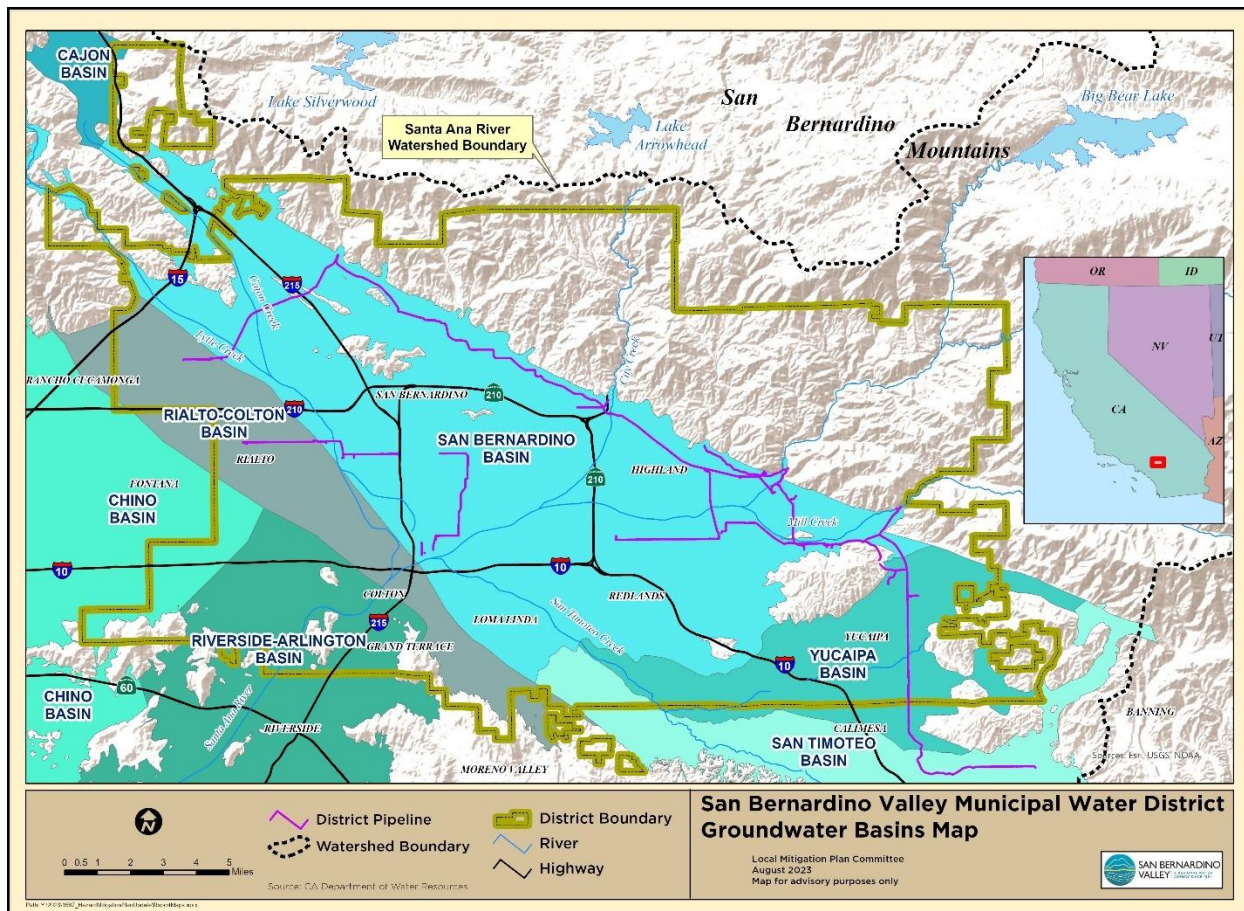 CAJON
BASIN
Lake Silverwood
San
Bernardino
Mountains
Big Bear Lake
Lake
Arrowhead
Santa Ana River
Watershed Boundary
OR
ID
NV
UT
CA
AZ
15
215
Cajon Creek
Lytle Creek
City Creek
RANCHO CUCAMONGA
SAN BERNARDINO
210
210
RIALTO-COLTON
BASIN
RIALTO
SAN BERNARDINO
BASIN
HIGHLAND
210
FONTANA
CHINO
BASIN
Mill Creek
10
10
COLTON
REDLANDS
LOMA LINDA
San Timoteo Creek
215
RIVERSIDE-ARLINGTON
BASIN
GRAND TERRACE
YUCAIPA
YUCAIPA
BASIN
10
CHINO
BASIN
60
Santa Ana River
RIVERSIDE
MORENO VALLEY
CALIMESA
SAN TIMOTEO
BASIN
BANNING
Sources: Esri, USGS, NOAA
N
0 0.5 1 2 3 4 5
Miles
District Pipeline
Watershed Boundary
District Boundary
River
Highway
Source: CA Department of Water Resources
San Bernardino Valley Municipal Water District
Groundwater Basins Map
Local Mitigation Plan Committee
August 2023
Map for advisory purposes only
SAN BERNARDINO
VALLEY